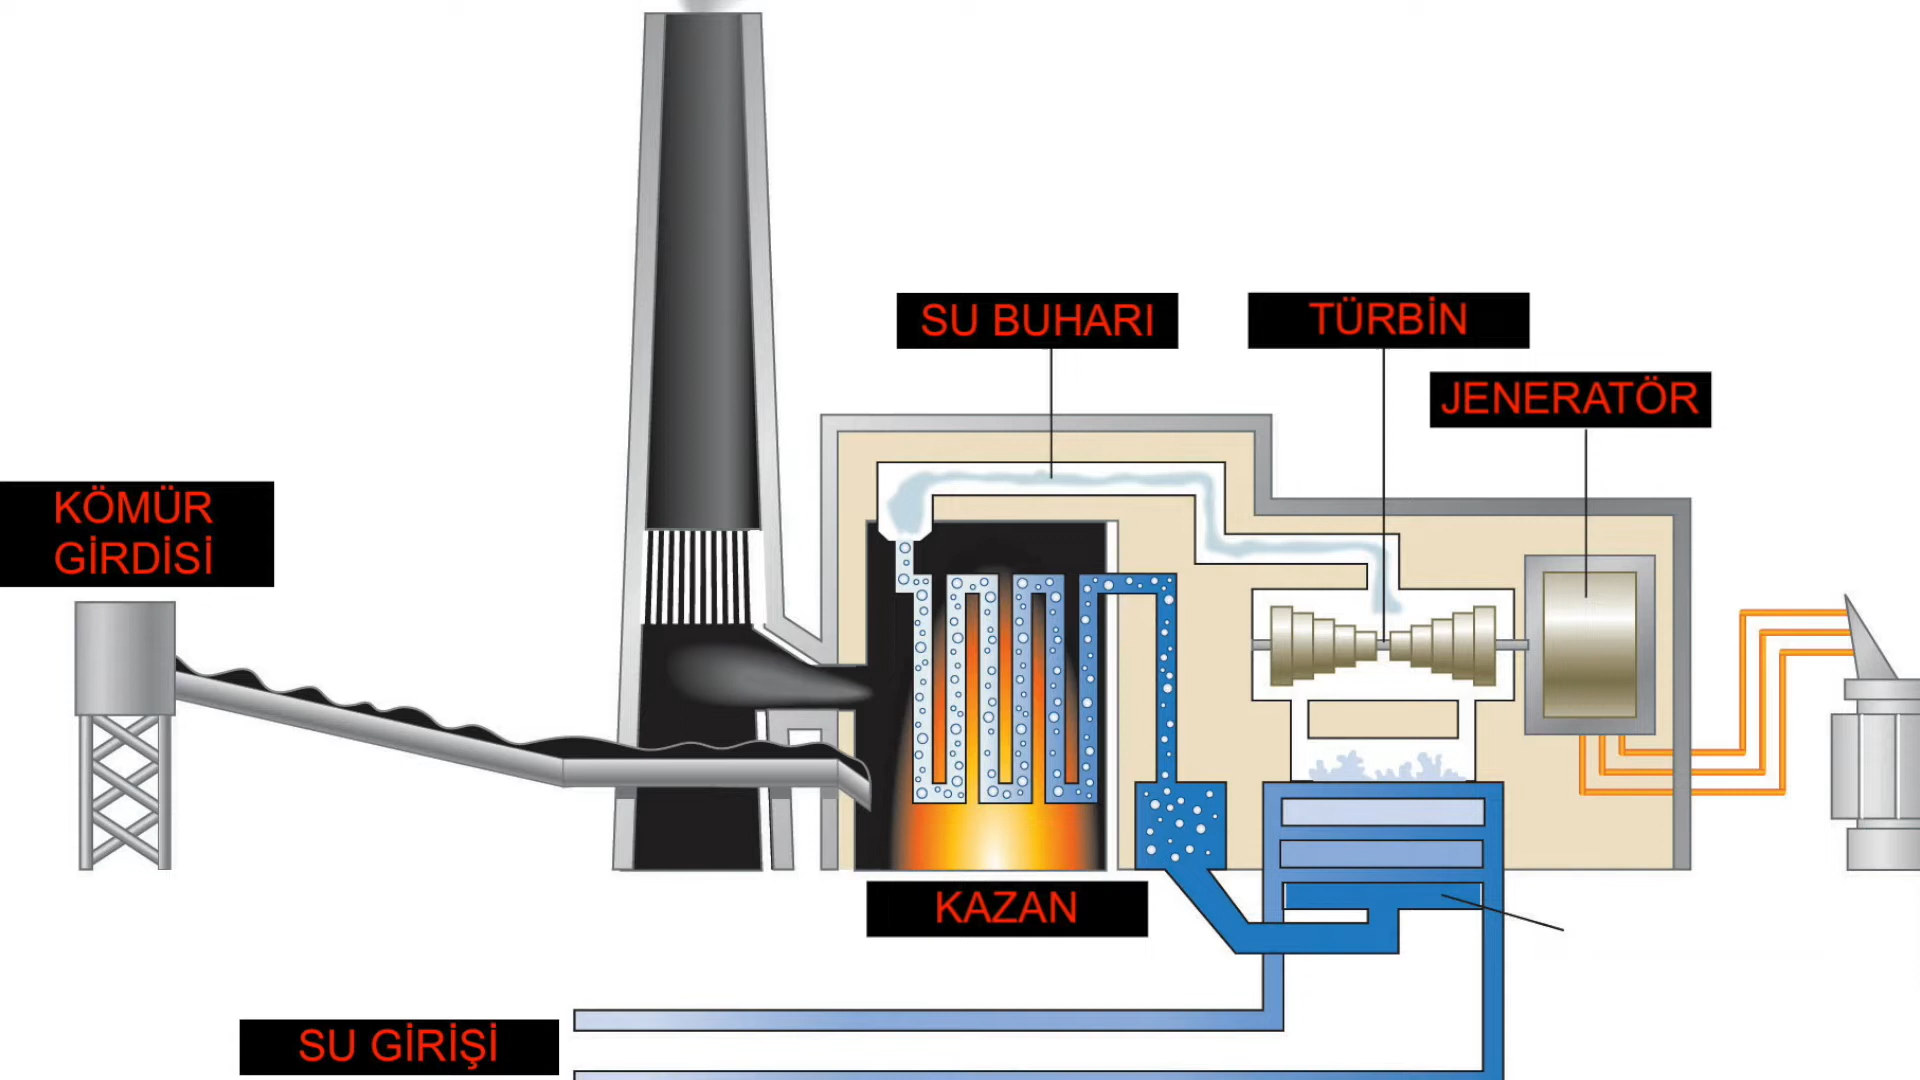 SU BUHARI
TÜRBİN
JENERATÖR
KÖMÜR
GİRDİSİ
KAZAN
SU GİRİŞİ